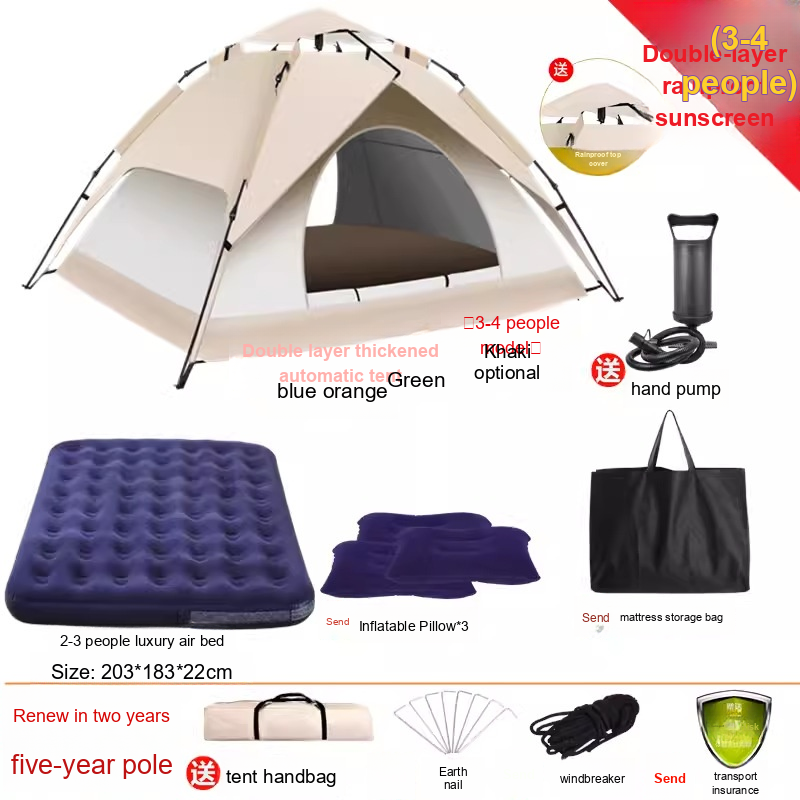 (3-4
people)
Double-layer
sunscreen
送
Rainproof top
cover
3-4 people
model
Double layer thickened
automatic tent
Khaki
optional
blue orange
Green
送
hand pump
2-3 people luxury air bed
Size: 203*183*22cm
Send
Inflatable Pillow*3
Send
mattress storage bag
Renew in two years
five-year pole
送
tent handbag
Earth
nail
windbreaker
Send
transport
insurance